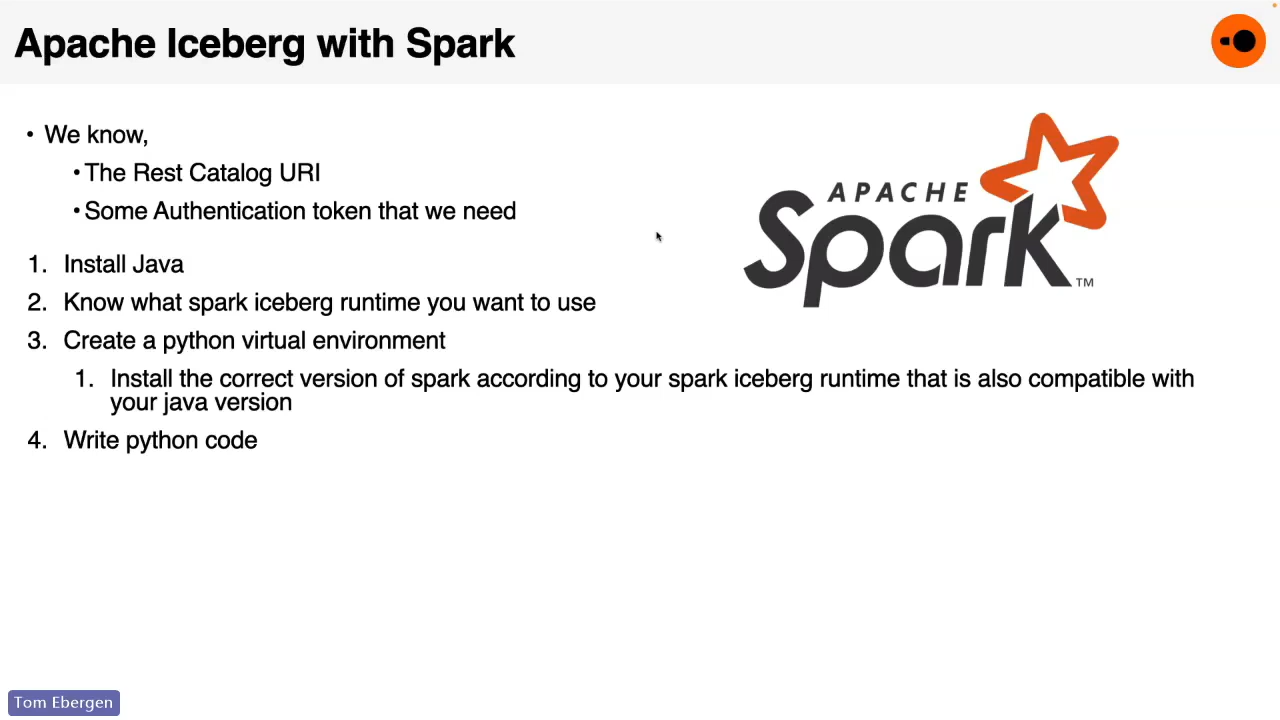 Apache Iceberg with Spark
• We know,
• The Rest Catalog URI
• Some Authentication token that we need
1. Install Java
2. Know what spark iceberg runtime you want to use
3. Create a python virtual environment
1. Install the correct version of spark according to your spark iceberg runtime that is also compatible with
your java version
4. Write python code
APACHE
Spark
TM
Tom Ebergen